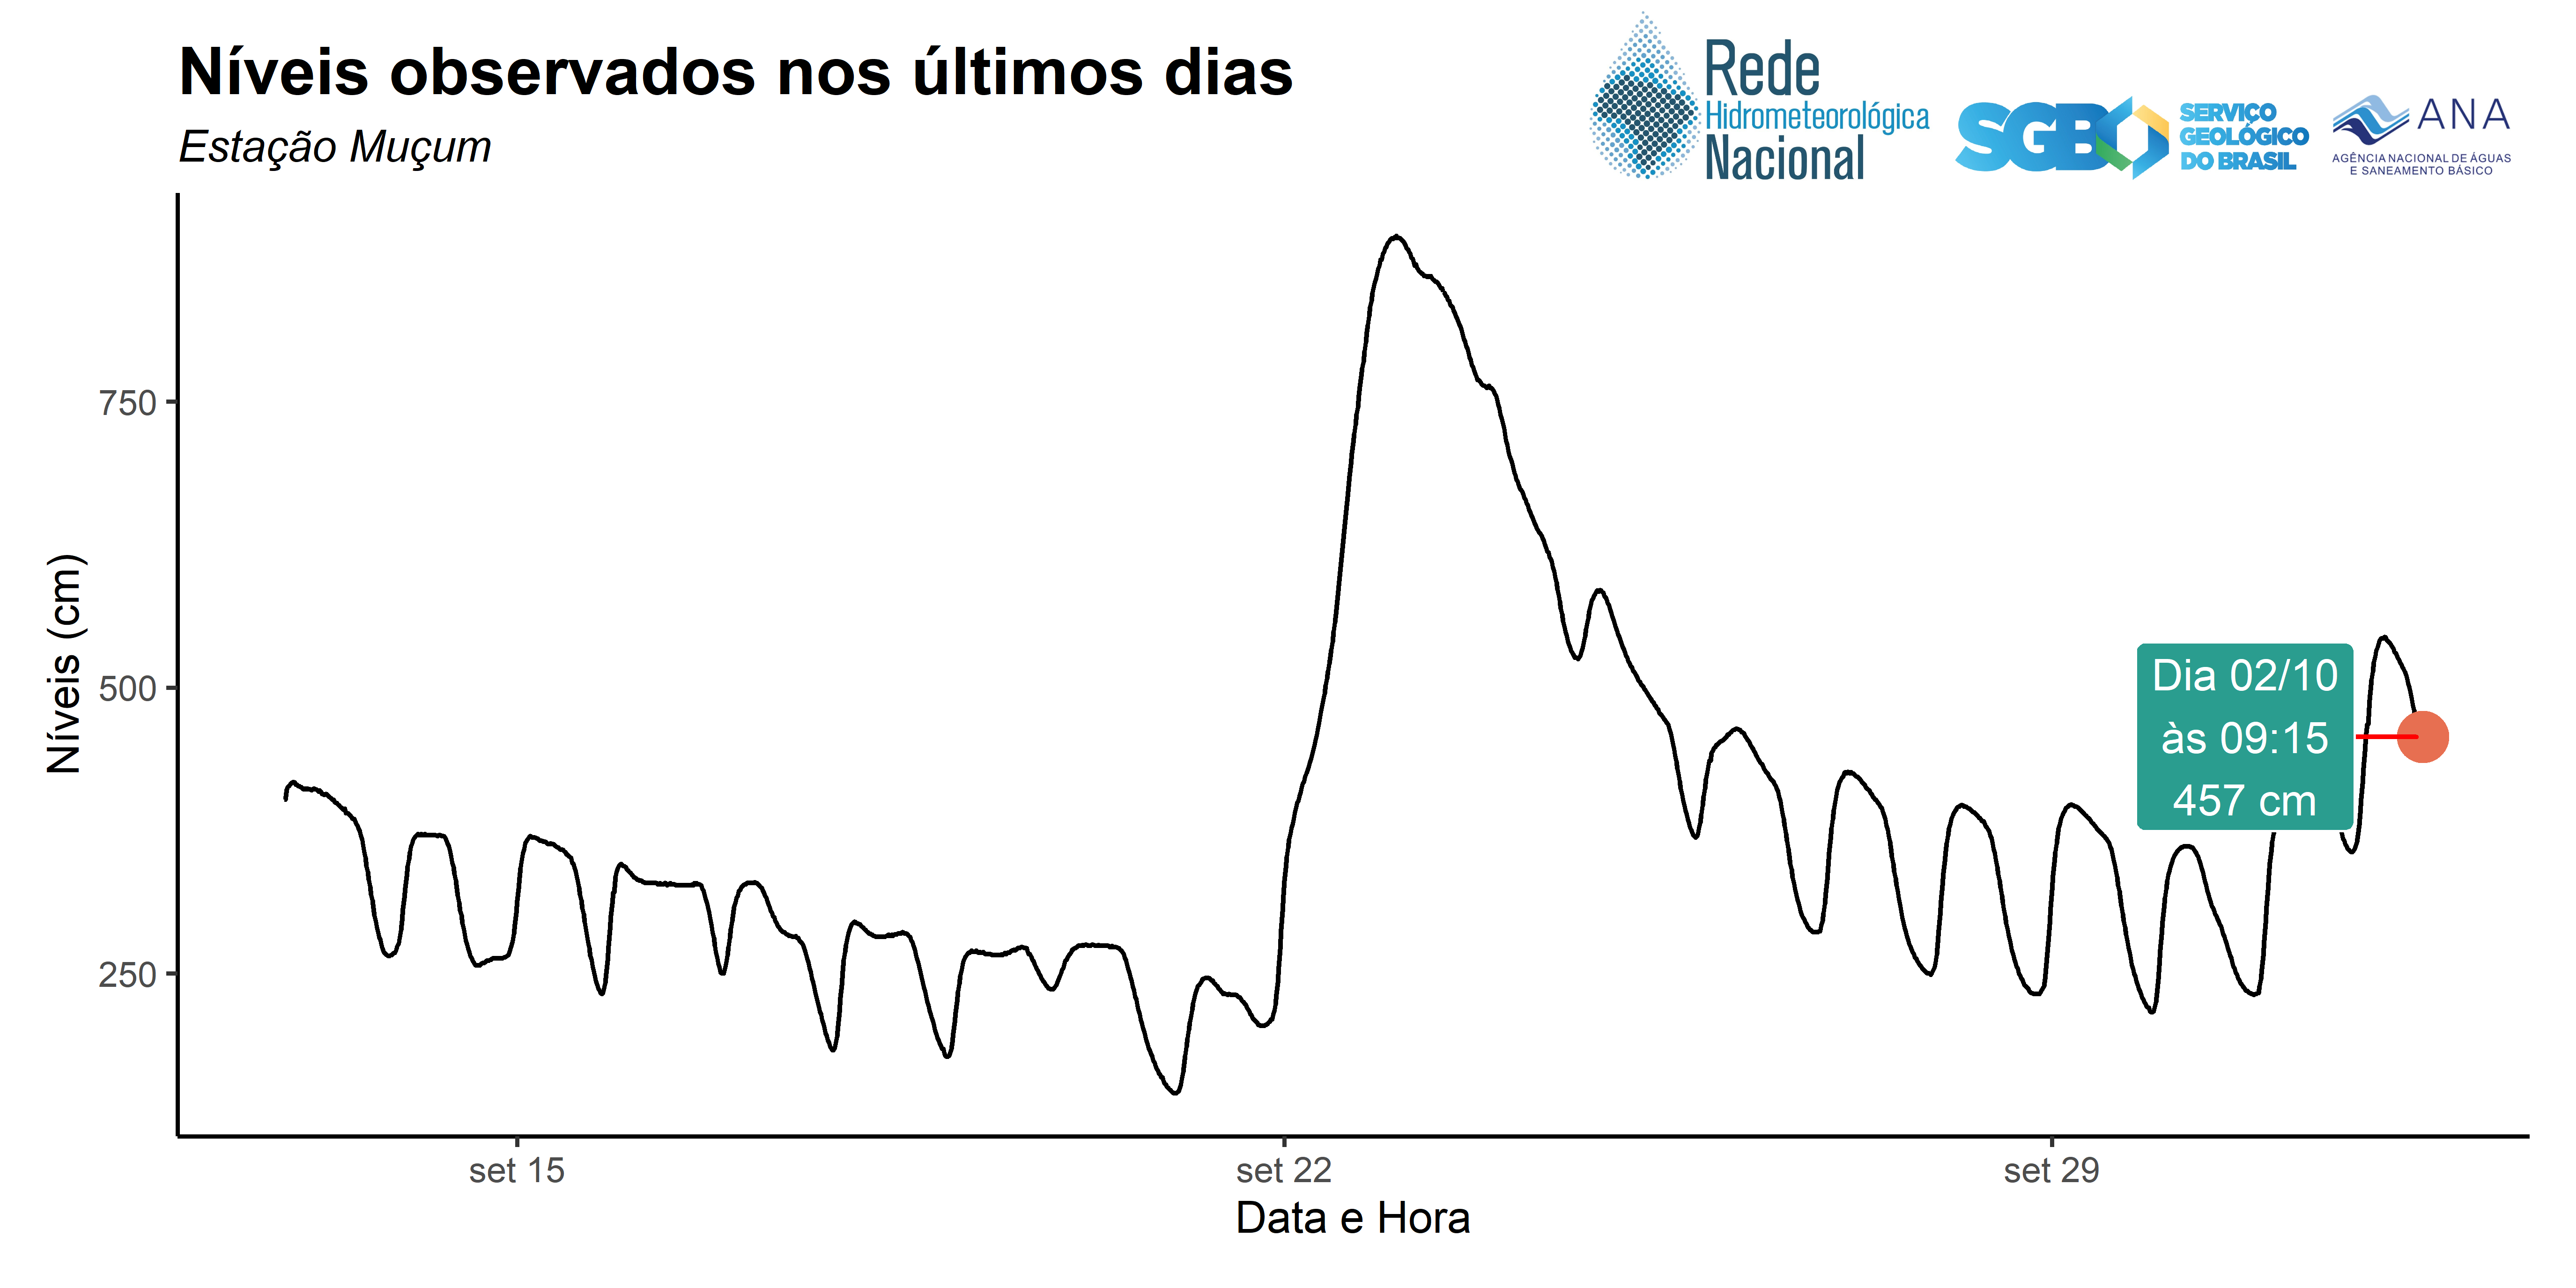 Níveis observados nos últimos dias
Estação Muçum
Rede
Hidrometeorológica
Nacional
SGB
SERVIÇO
GEOLÓGICO
DO BRASIL
ANA
AGÊNCIA NACIONAL DE ÁGUAS
E SANEAMENTO BÁSICO
Níveis (cm)
750
500
250
Dia 02/10
às 09:15
457 cm
set 15
set 22
set 29
Data e Hora